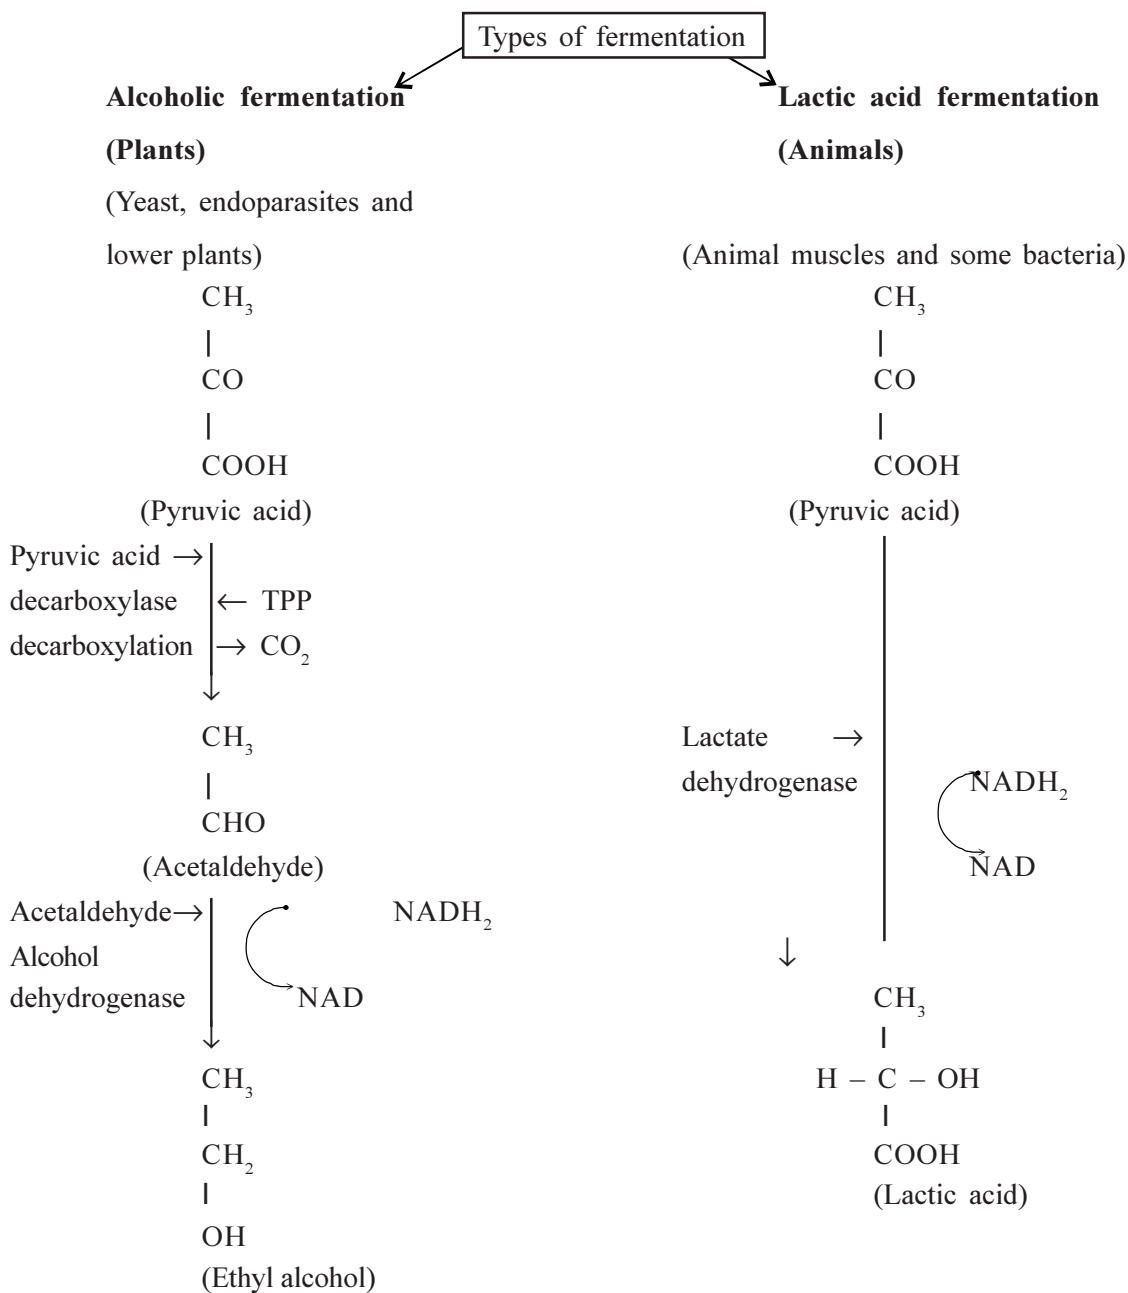 Types of fermentation
Alcoholic fermentation
(Plants)
(Yeast, endoparasites and
lower plants)
CH₃
|
CO
|
COOH
(Pyruvic acid)
Pyruvic acid →
decarboxylase ← TPP
decarboxylation → CO₂
CH₃
|
CHO
(Acetaldehyde)
Acetaldehyde→ NADH₂
Alcohol
dehydrogenase NAD
CH₃
|
CH₂
|
OH
(Ethyl alcohol)
Lactic acid fermentation
(Animals)
(Animal muscles and some bacteria)
CH₃
|
CO
|
COOH
(Pyruvic acid)
Lactate →
dehydrogenase NADH₂
NAD
↓
CH₃
|
H – C – OH
|
COOH
(Lactic acid)